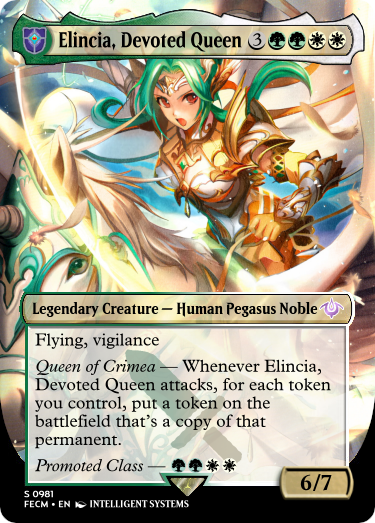 Elincia, Devoted Queen 3
Legendary Creature — Human Pegasus Noble
Flying, vigilance
Queen of Crimea — Whenever Elincia,
Devoted Queen attacks, for each token
you control, put a token on the
battlefield that's a copy of that
permanent.
Promoted Class —
6/7
S 0981
FECM • EN INTELLIGENT SYSTEMS